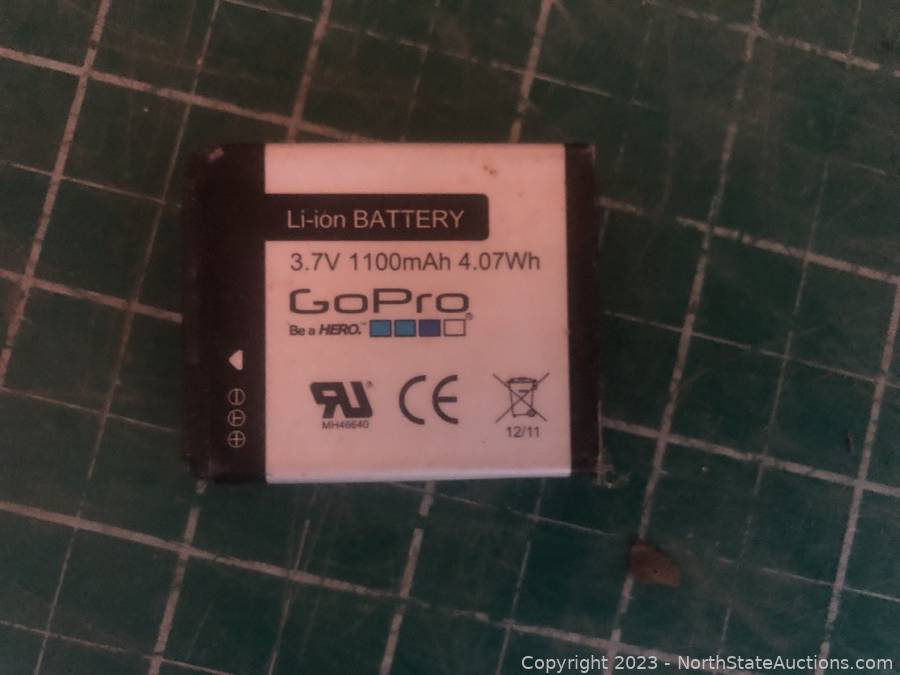 Li-ion BATTERY
3.7V 1100mAh 4.07Wh
GoPro®
Be a HERO.™
MH46640
CE
12/11
Copyright © 2023 - NorthStateAuctions.com